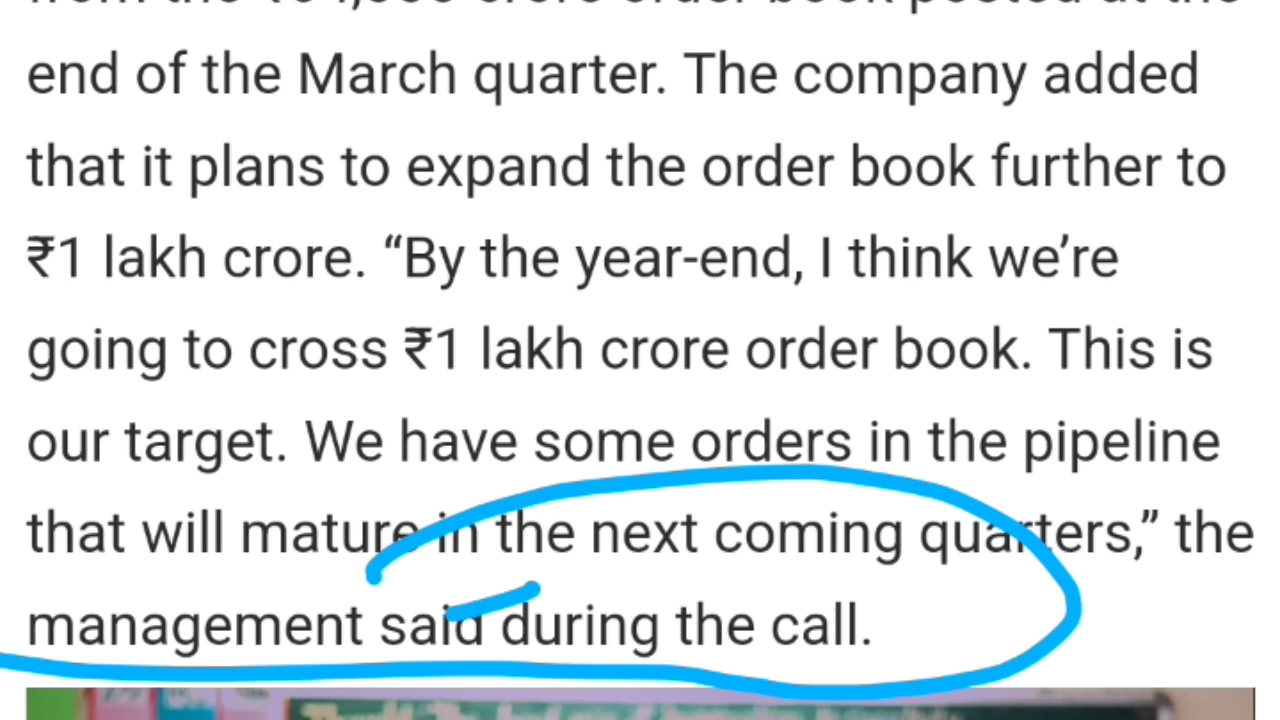 end of the March quarter. The company added
that it plans to expand the order book further to
₹1 lakh crore. “By the year-end, I think we’re
going to cross ₹1 lakh crore order book. This is
our target. We have some orders in the pipeline
that will mature in the next coming quarters,” the
management said during the call.